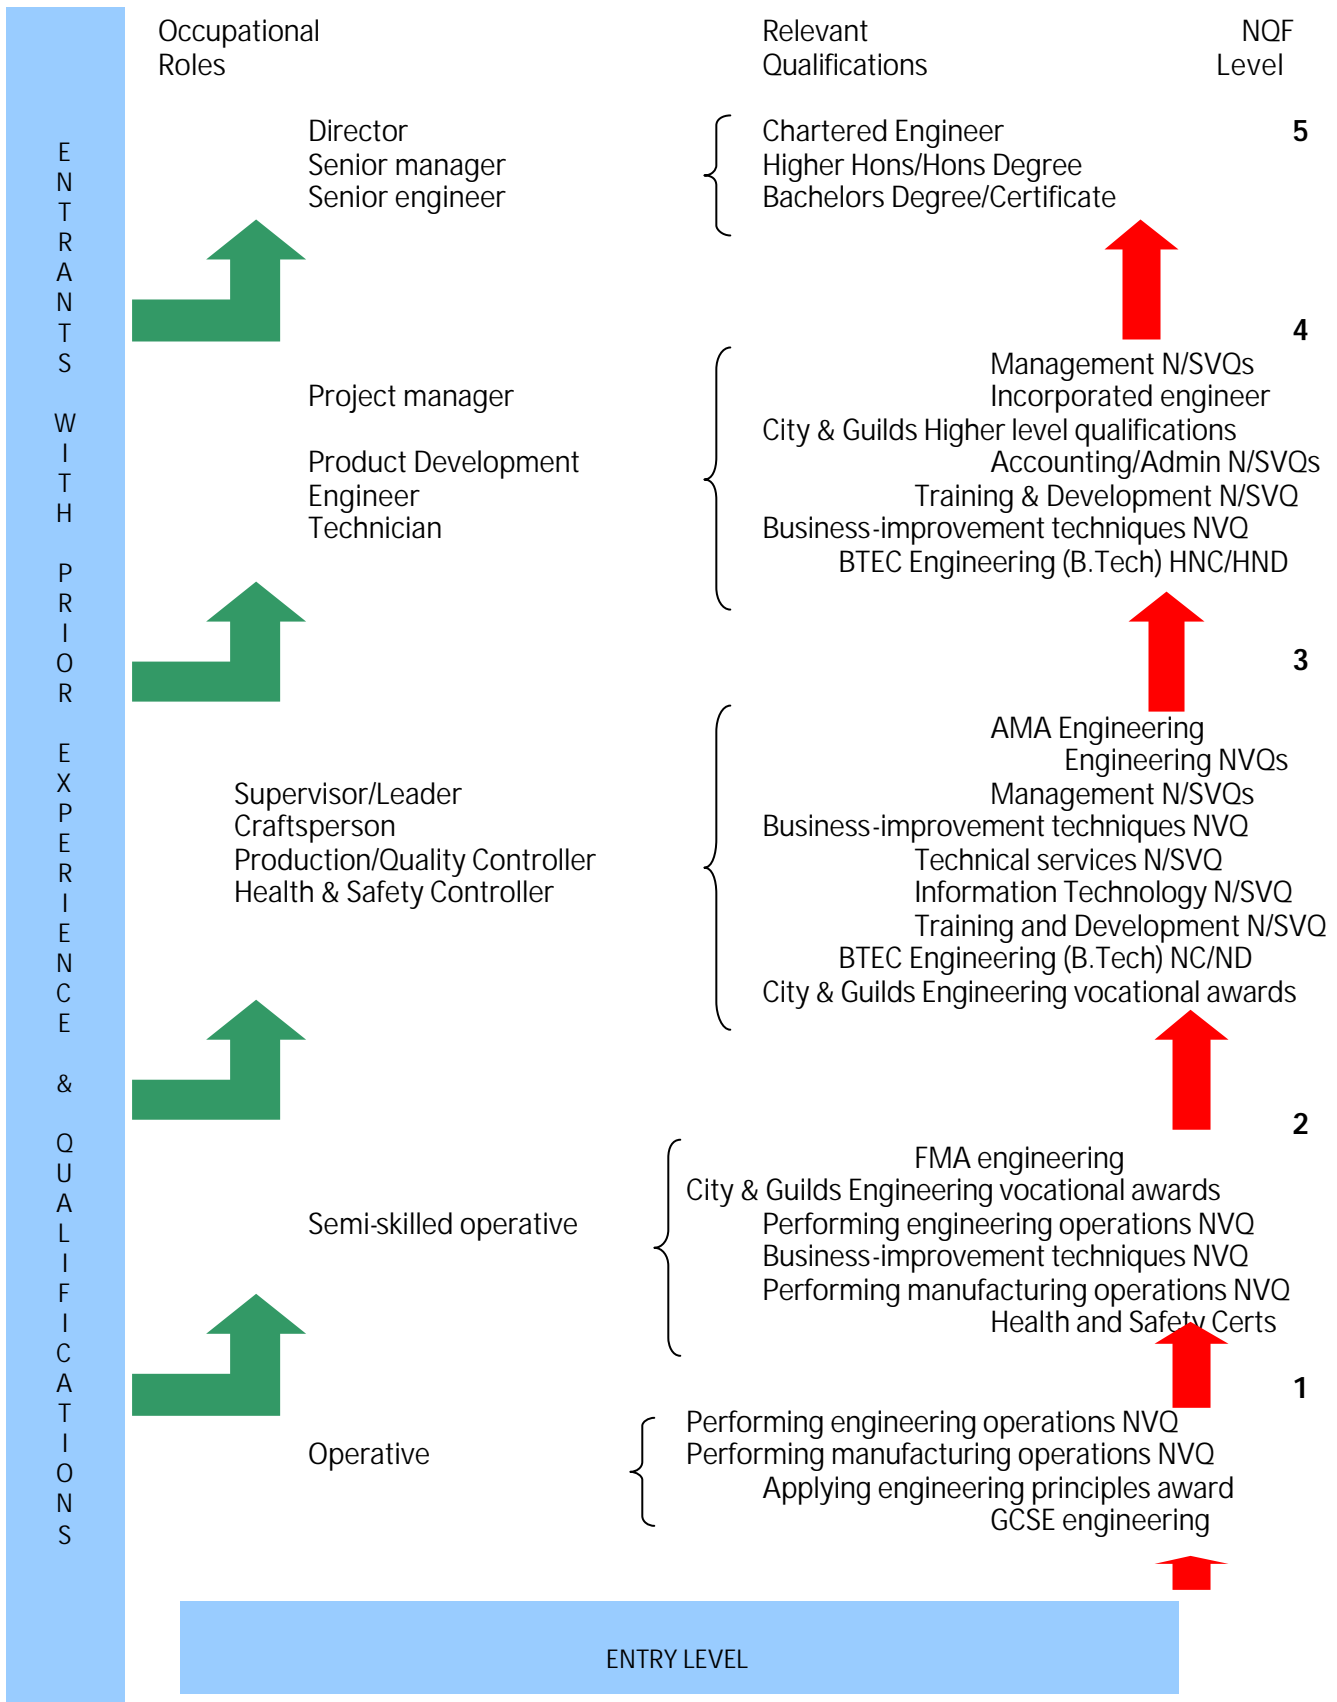 Occupational Roles
Relevant Qualifications
NQF Level
ENTRANTS WITH PRIOR EXPERIENCE & QUALIFICATIONS
Director
Senior manager
Senior engineer
Chartered Engineer
Higher Hons/Hons Degree
Bachelors Degree/Certificate
5
4
Project manager
Product Development
Engineer
Technician
Management N/SVQs
Incorporated engineer
City & Guilds Higher level qualifications
Accounting/Admin N/SVQs
Training & Development N/SVQ
Business-improvement techniques NVQ
BTEC Engineering (B.Tech) HNC/HND
3
Supervisor/Leader
Craftsperson
Production/Quality Controller
Health & Safety Controller
AMA Engineering
Engineering NVQs
Management N/SVQs
Business-improvement techniques NVQ
Technical services N/SVQ
Information Technology N/SVQ
Training and Development N/SVQ
BTEC Engineering (B.Tech) NC/ND
City & Guilds Engineering vocational awards
2
Semi-skilled operative
FMA engineering
City & Guilds Engineering vocational awards
Performing engineering operations NVQ
Business-improvement techniques NVQ
Performing manufacturing operations NVQ
Health and Safety Certs
1
Operative
Performing engineering operations NVQ
Performing manufacturing operations NVQ
Applying engineering principles award
GCSE engineering
ENTRY LEVEL